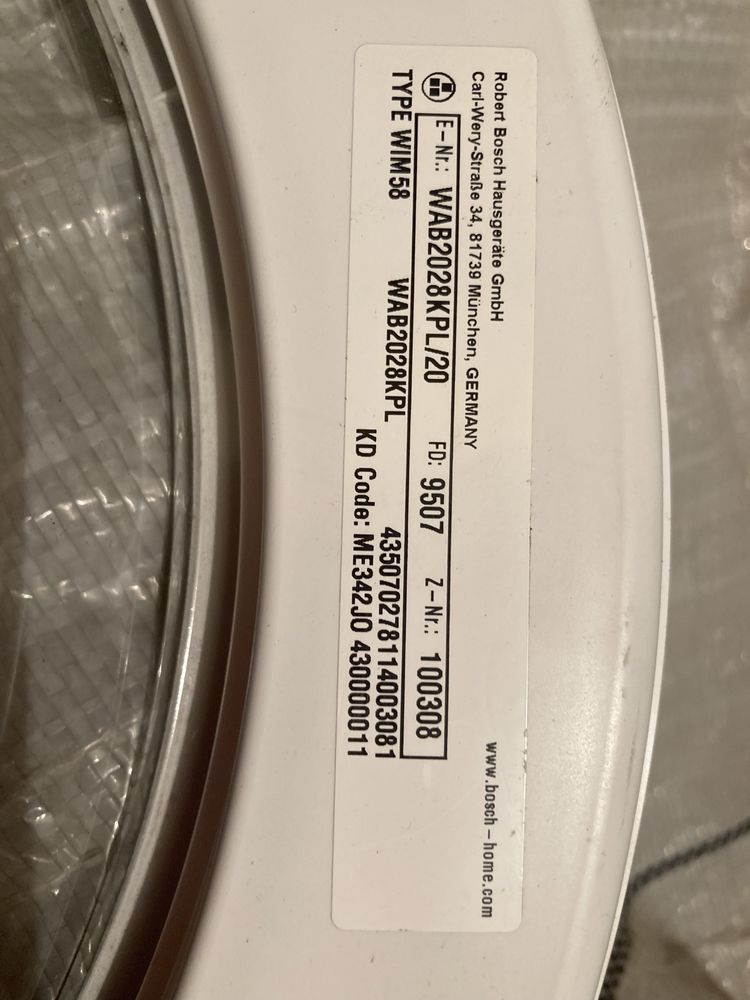 Robert Bosch Hausgeräte GmbH
Carl-Wery-Straße 34, 81739 München, GERMANY
www.bosch-home.com
E-Nr.: WAB2028KPL/20 FD: 9507 Z-Nr.: 100308
TYPE WIM58 WAB2028KPL 435070278114003081
KD Code: ME342JO 4300000011